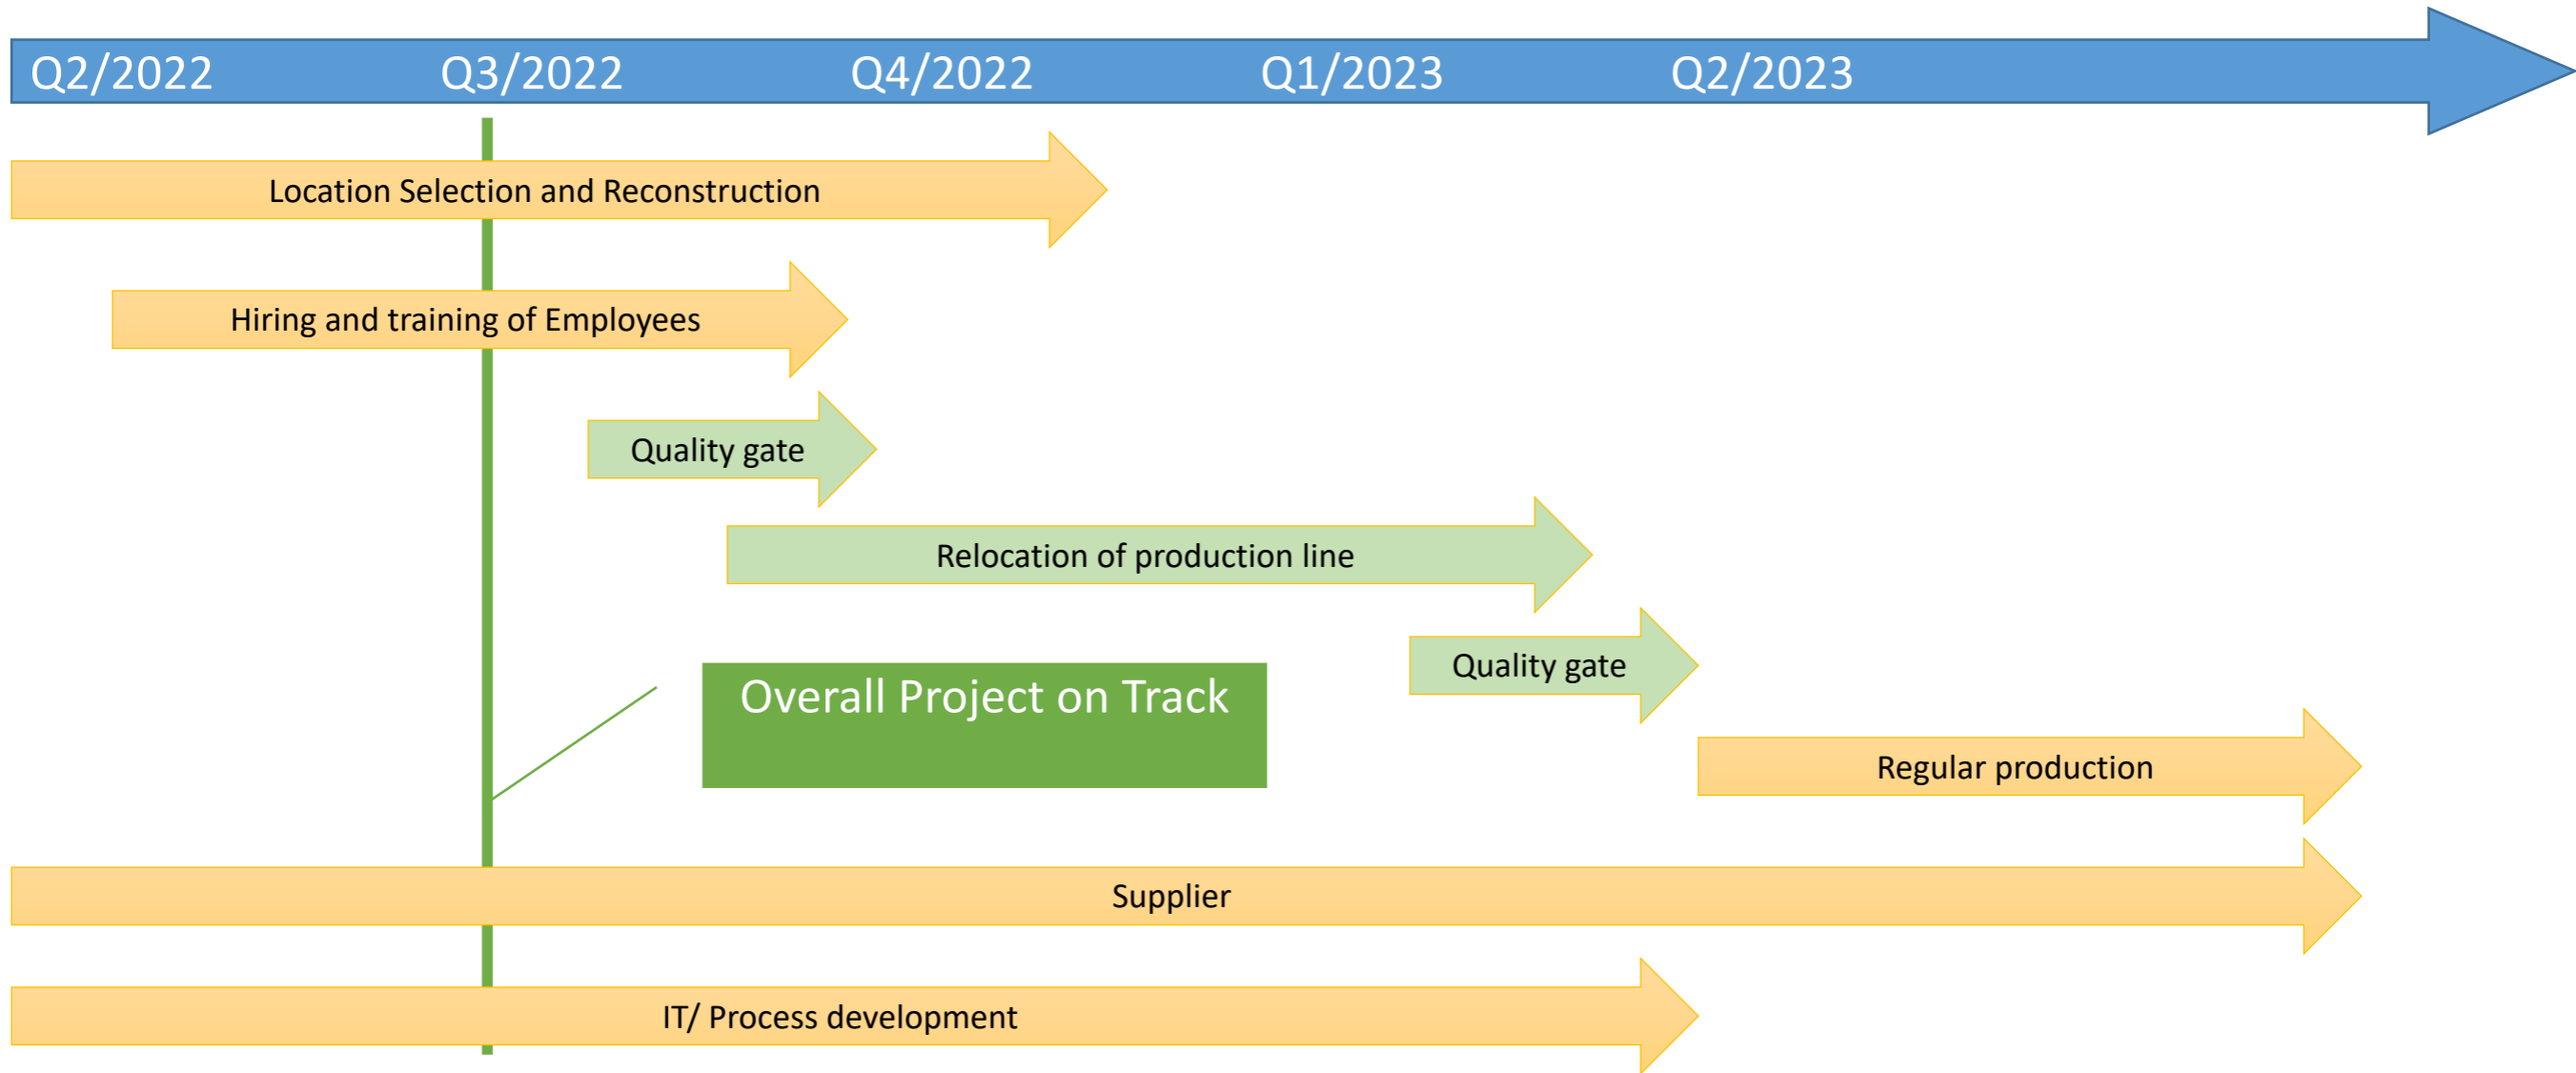 Q2/2022 Q3/2022 Q4/2022 Q1/2023 Q2/2023
Location Selection and Reconstruction
Hiring and training of Employees
Quality gate
Relocation of production line
Quality gate
Overall Project on Track
Regular production
Supplier
IT/ Process development